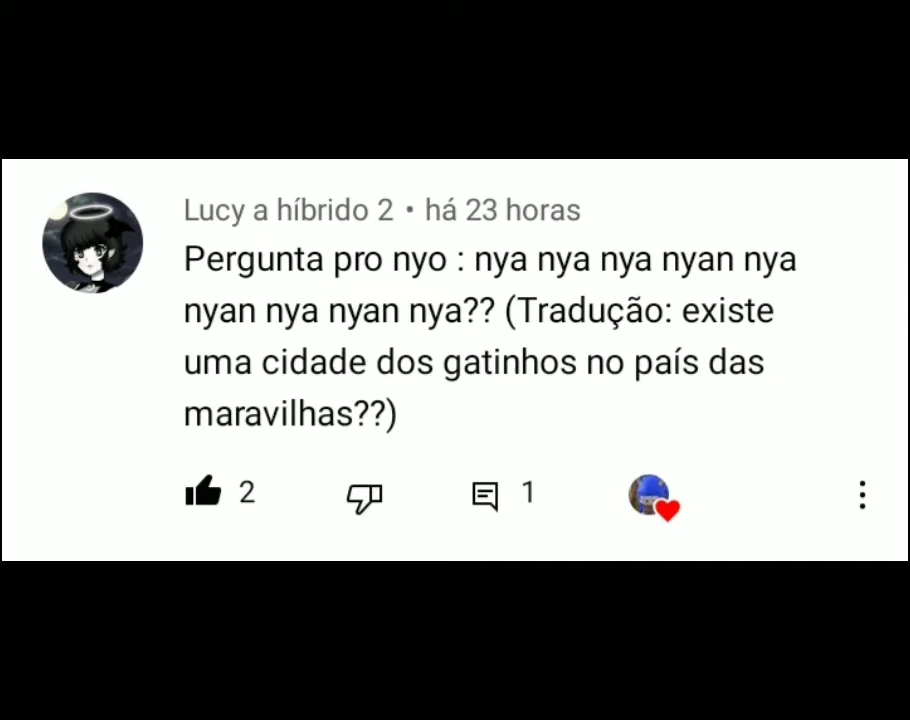 Lucy a híbrido 2 • há 23 horas
Pergunta pro nyo : nya nya nya nyan nya
nyan nya nyan nya?? (Tradução: existe
uma cidade dos gatinhos no país das
maravilhas??)
2 1